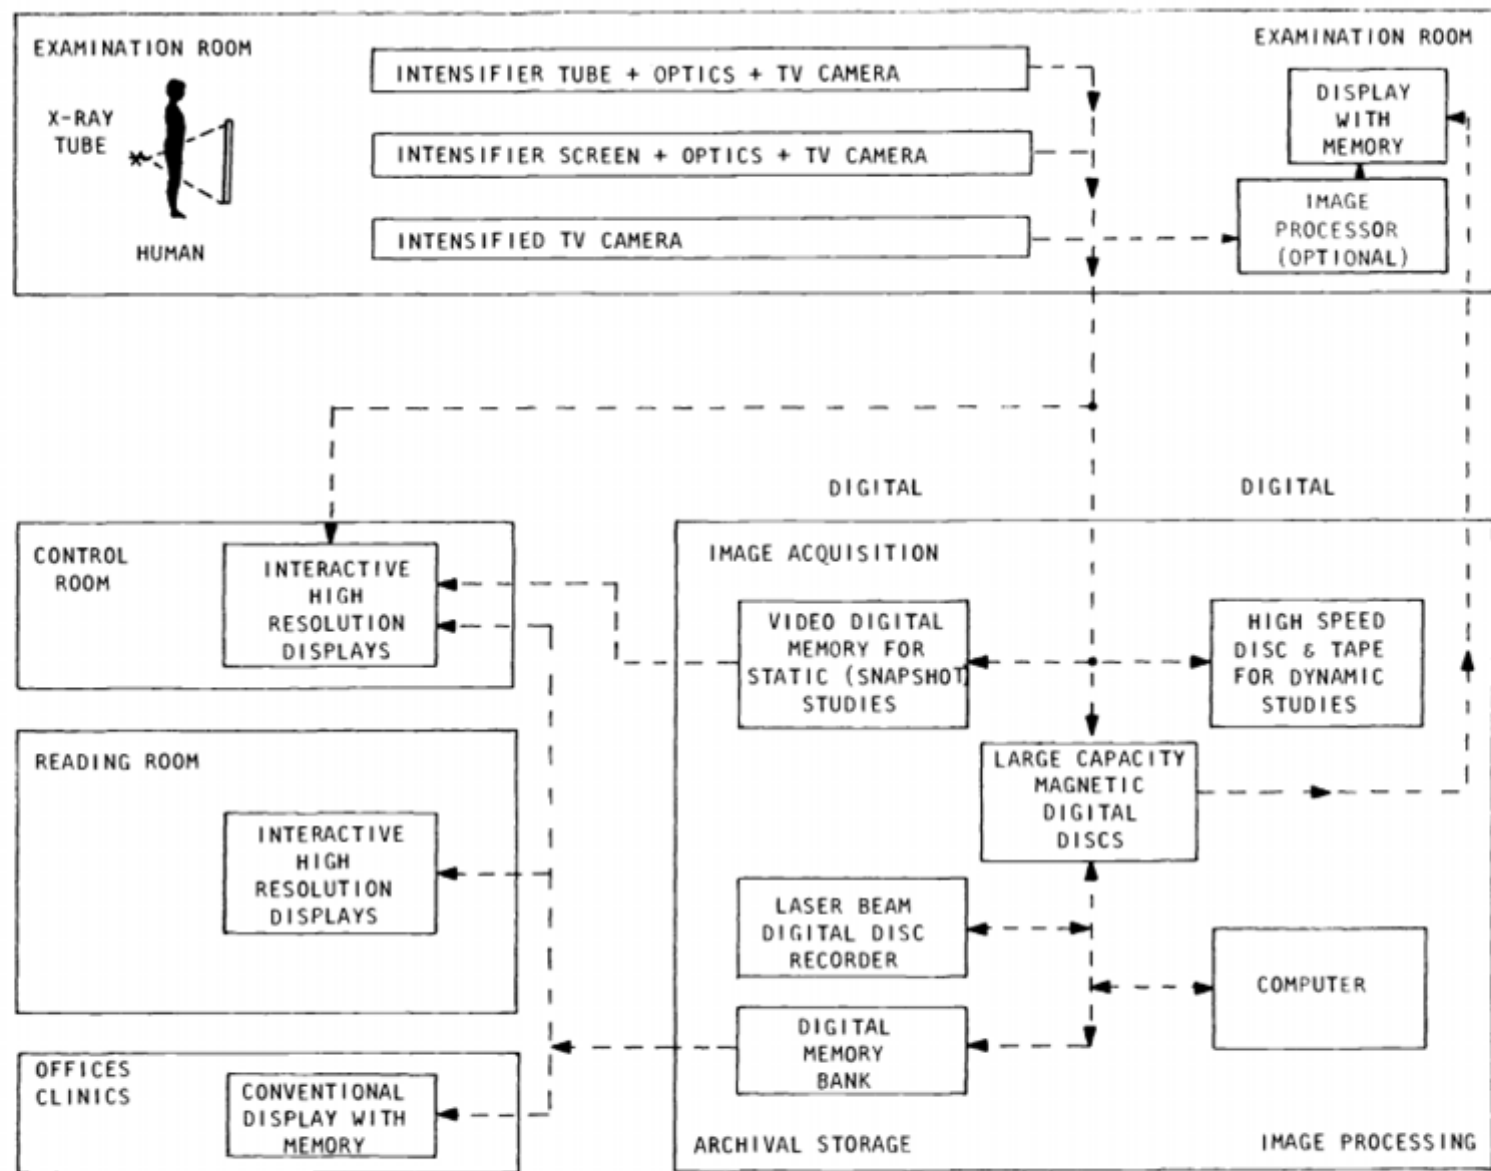 EXAMINATION ROOM
X-RAY
TUBE
HUMAN
INTENSIFIER TUBE + OPTICS + TV CAMERA
INTENSIFIER SCREEN + OPTICS + TV CAMERA
INTENSIFIED TV CAMERA
EXAMINATION ROOM
DISPLAY
WITH
MEMORY
IMAGE
PROCESSOR
(OPTIONAL)
DIGITAL
DIGITAL
CONTROL
ROOM
INTERACTIVE
HIGH
RESOLUTION
DISPLAYS
READING ROOM
INTERACTIVE
HIGH
RESOLUTION
DISPLAYS
OFFICES
CLINICS
CONVENTIONAL
DISPLAY WITH
MEMORY
IMAGE ACQUISITION
VIDEO DIGITAL
MEMORY FOR
STATIC (SNAPSHOT)
STUDIES
HIGH SPEED
DISC & TAPE
FOR DYNAMIC
STUDIES
LARGE CAPACITY
MAGNETIC
DIGITAL
DISCS
LASER BEAM
DIGITAL DISC
RECORDER
COMPUTER
DIGITAL
MEMORY
BANK
ARCHIVAL STORAGE
IMAGE PROCESSING